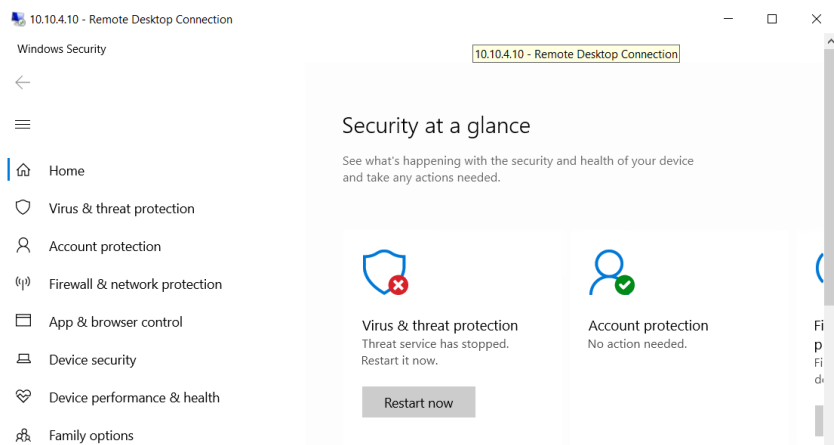 10.10.4.10 - Remote Desktop Connection
Windows Security
10.10.4.10 - Remote Desktop Connection
Home
Virus & threat protection
Account protection
Firewall & network protection
App & browser control
Device security
Device performance & health
Family options
Security at a glance
See what's happening with the security and health of your device
and take any actions needed.
Virus & threat protection
Threat service has stopped.
Restart it now.
Restart now
Account protection
No action needed.